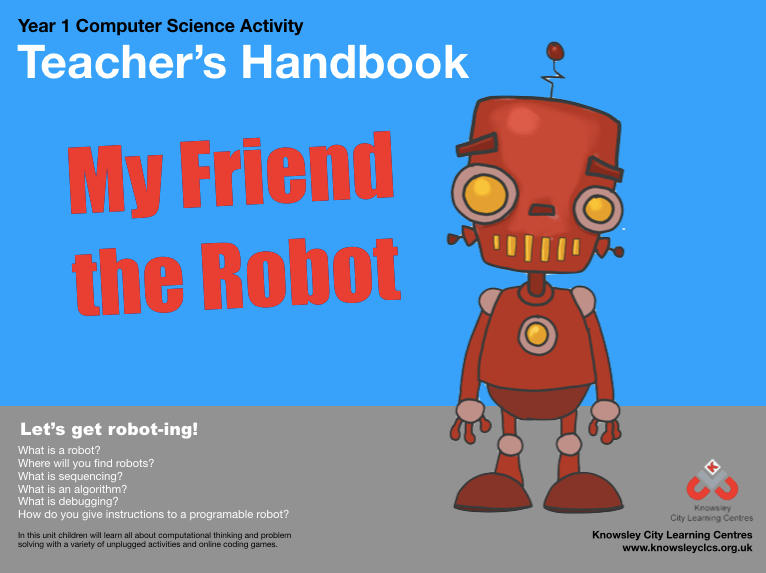 Year 1 Computer Science Activity
Teacher's Handbook
My Friend
the Robot
Let's get robot-ing!
What is a robot?
Where will you find robots?
What is sequencing?
What is an algorithm?
What is debugging?
How do you give instructions to a programable robot?
In this unit children will learn all about computational thinking and problem
solving with a variety of unplugged activities and online coding games.
Knowsley
City Learning Centres
Knowsley City Learning Centres
www.knowsleyclcs.org.uk